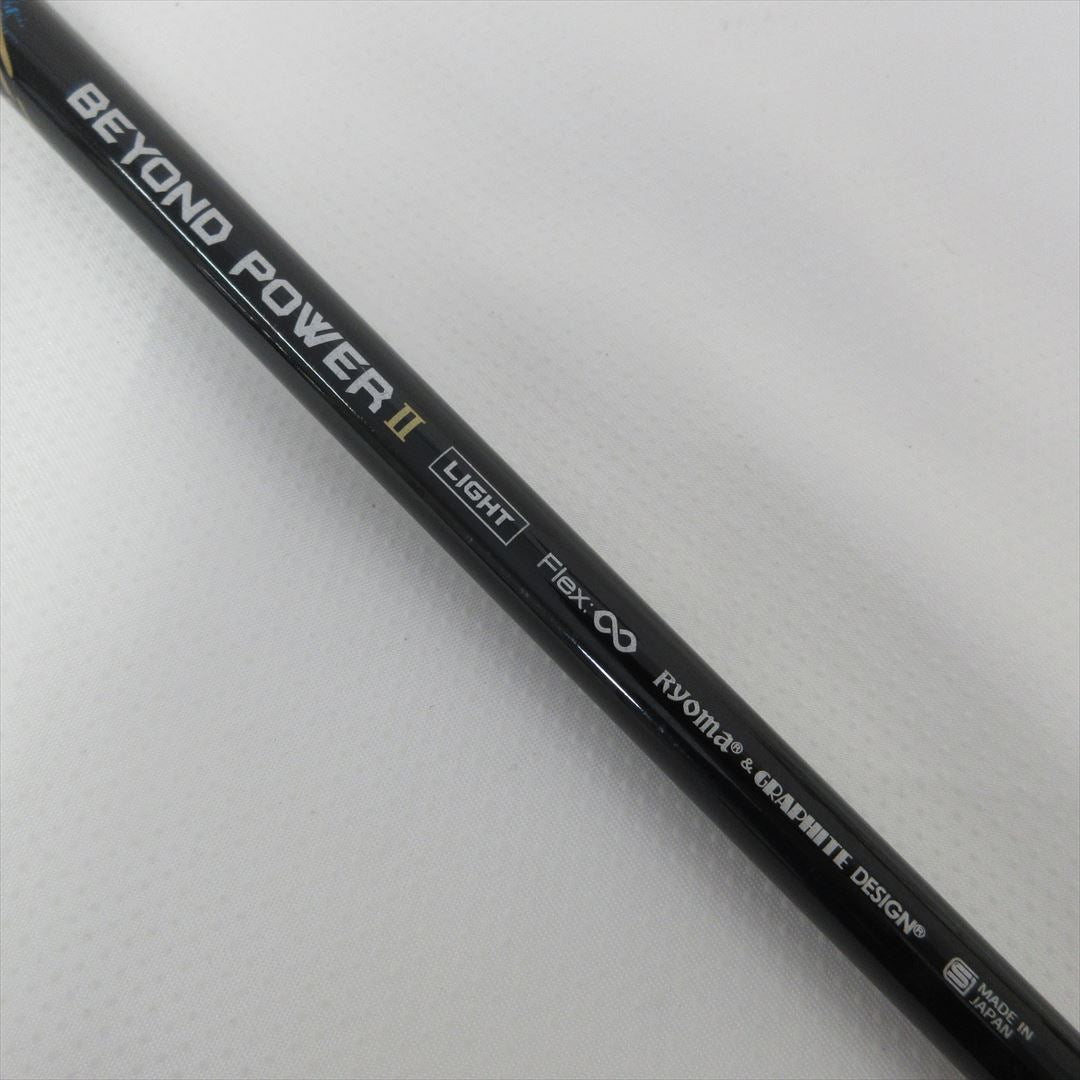 BEYOND POWER II LIGHT Flex:∞ Ryoma® & GRAPHITE DESIGN® S MADE IN
JAPAN